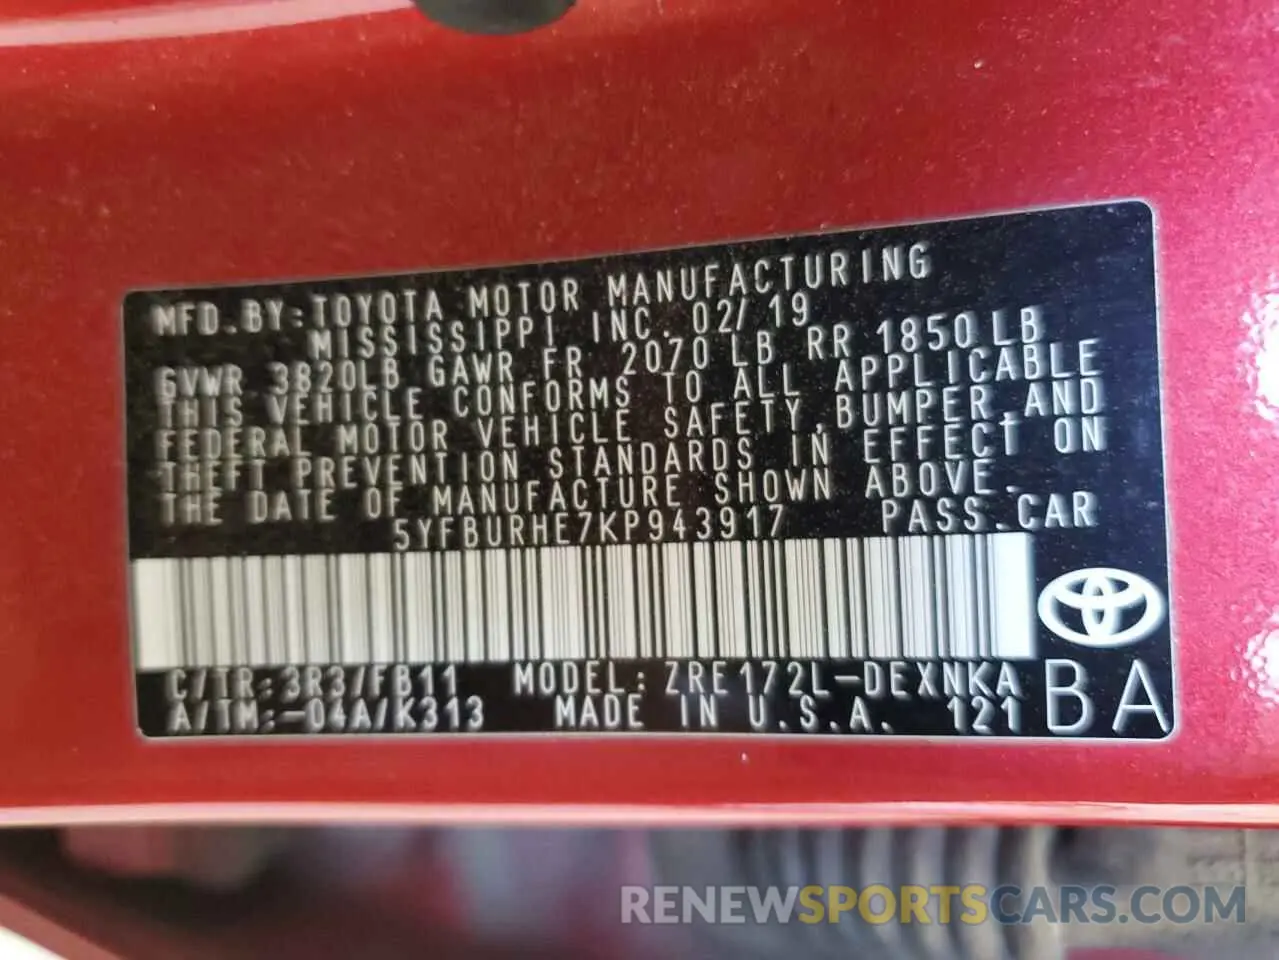 MFD.BY:TOYOTA MOTOR MANUFACTURING
MISSISSIPPI INC. 02/19
GVWR 3820LB GAWR FR 2070 LB RR 1850LB
THIS VEHICLE CONFORMS TO ALL APPLICABLE
FEDERAL MOTOR VEHICLE SAFETY,BUMPER,AND
THEFT PREVENTION STANDARDS IN EFFECT ON
THE DATE OF MANUFACTURE SHOWN ABOVE.
5YFBURHE7KP943917 PASS.CAR
C/TR:3R3/FB11 MODEL:ZRE172L-DEXNKA
A/TM:-04A/K313 MADE IN U.S.A. 121 BA
RENEWSPORTSCARS.COM